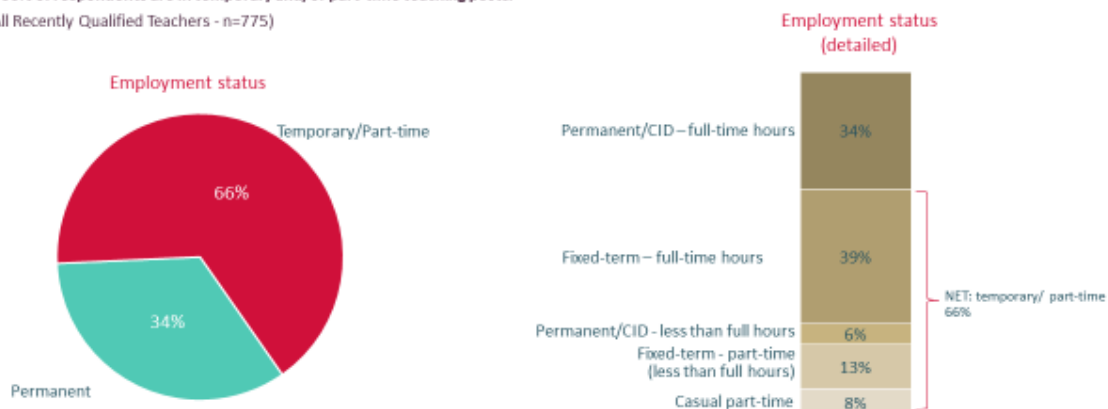 all Recently Qualified Teachers - n=775)
Employment status
Temporary/Part-time
66%
34%
Permanent
Employment status
(detailed)
Permanent/CID – full-time hours
34%
Fixed-term – full-time hours
39%
NET: temporary/ part-time
66%
Permanent/CID - less than full hours
6%
Fixed-term - part-time
(less than full hours)
13%
Casual part-time
8%